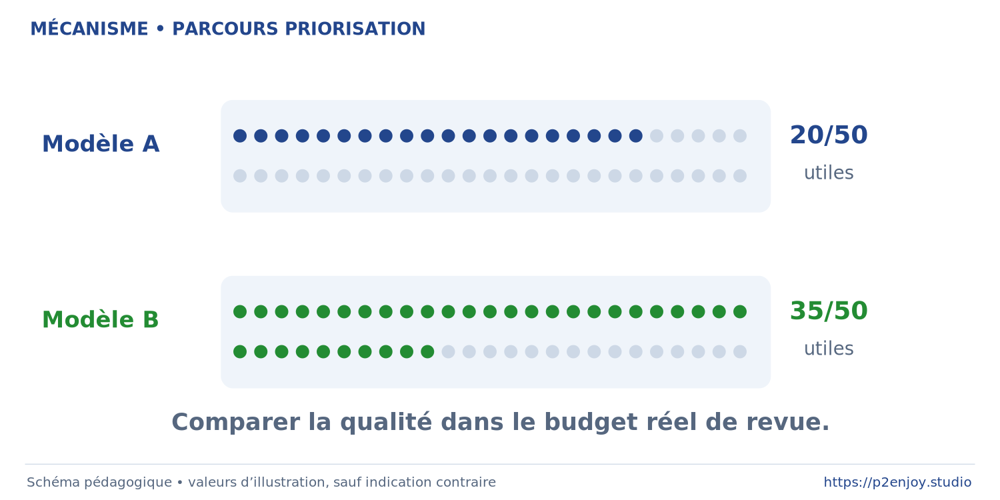 MÉCANISME • PARCOURS PRIORISATION
Modèle A
20/50
utiles
Modèle B
35/50
utiles
Comparer la qualité dans le budget réel de revue.
Schéma pédagogique • valeurs d’illustration, sauf indication contraire
https://p2enjoy.studio